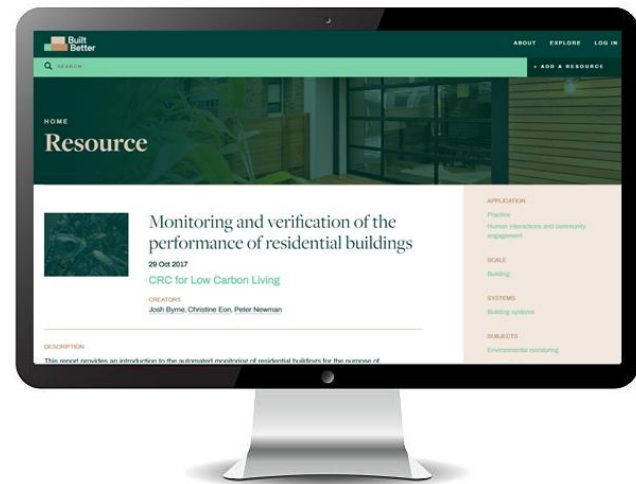 Built
Better
ABOUT EXPLORE LOG IN
SEARCH
+ ADD A RESOURCE
HOME
Resource
Monitoring and verification of the
performance of residential buildings
29 Oct 2017
CRC for Low Carbon Living
CREATORS
Josh Byrne, Christine Eon, Peter Newman
DESCRIPTION
This report provides an introduction to the automated monitoring of residential buildings for the purpose of
APPLICATION
Practice
Human interactions and community
engagement
SCALE
Building
SYSTEMS
Building systems
SUBJECTS
Environmental monitoring